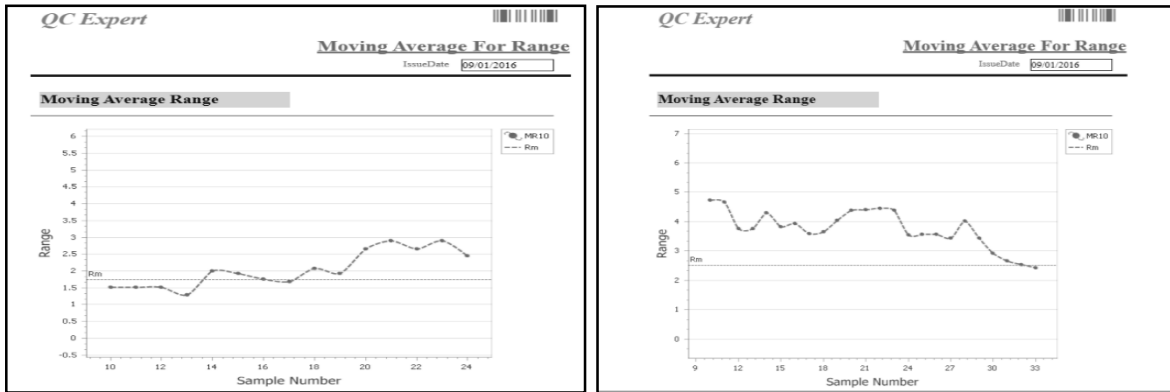 QC Expert
Moving Average For Range
IssueDate 09/01/2016
Moving Average Range
6
5.5
5
4.5
4
3.5
3
2.5
2
1.5
1
0.5
0
-0.5
Range
Rm
10 12 14 16 18 20 22 24
Sample Number
MR10
Rm
QC Expert
Moving Average For Range
IssueDate 09/01/2016
Moving Average Range
7
6
5
4
3
2
1
0
Range
Rm
9 12 15 18 21 24 27 30 33
Sample Number
MR10
Rm